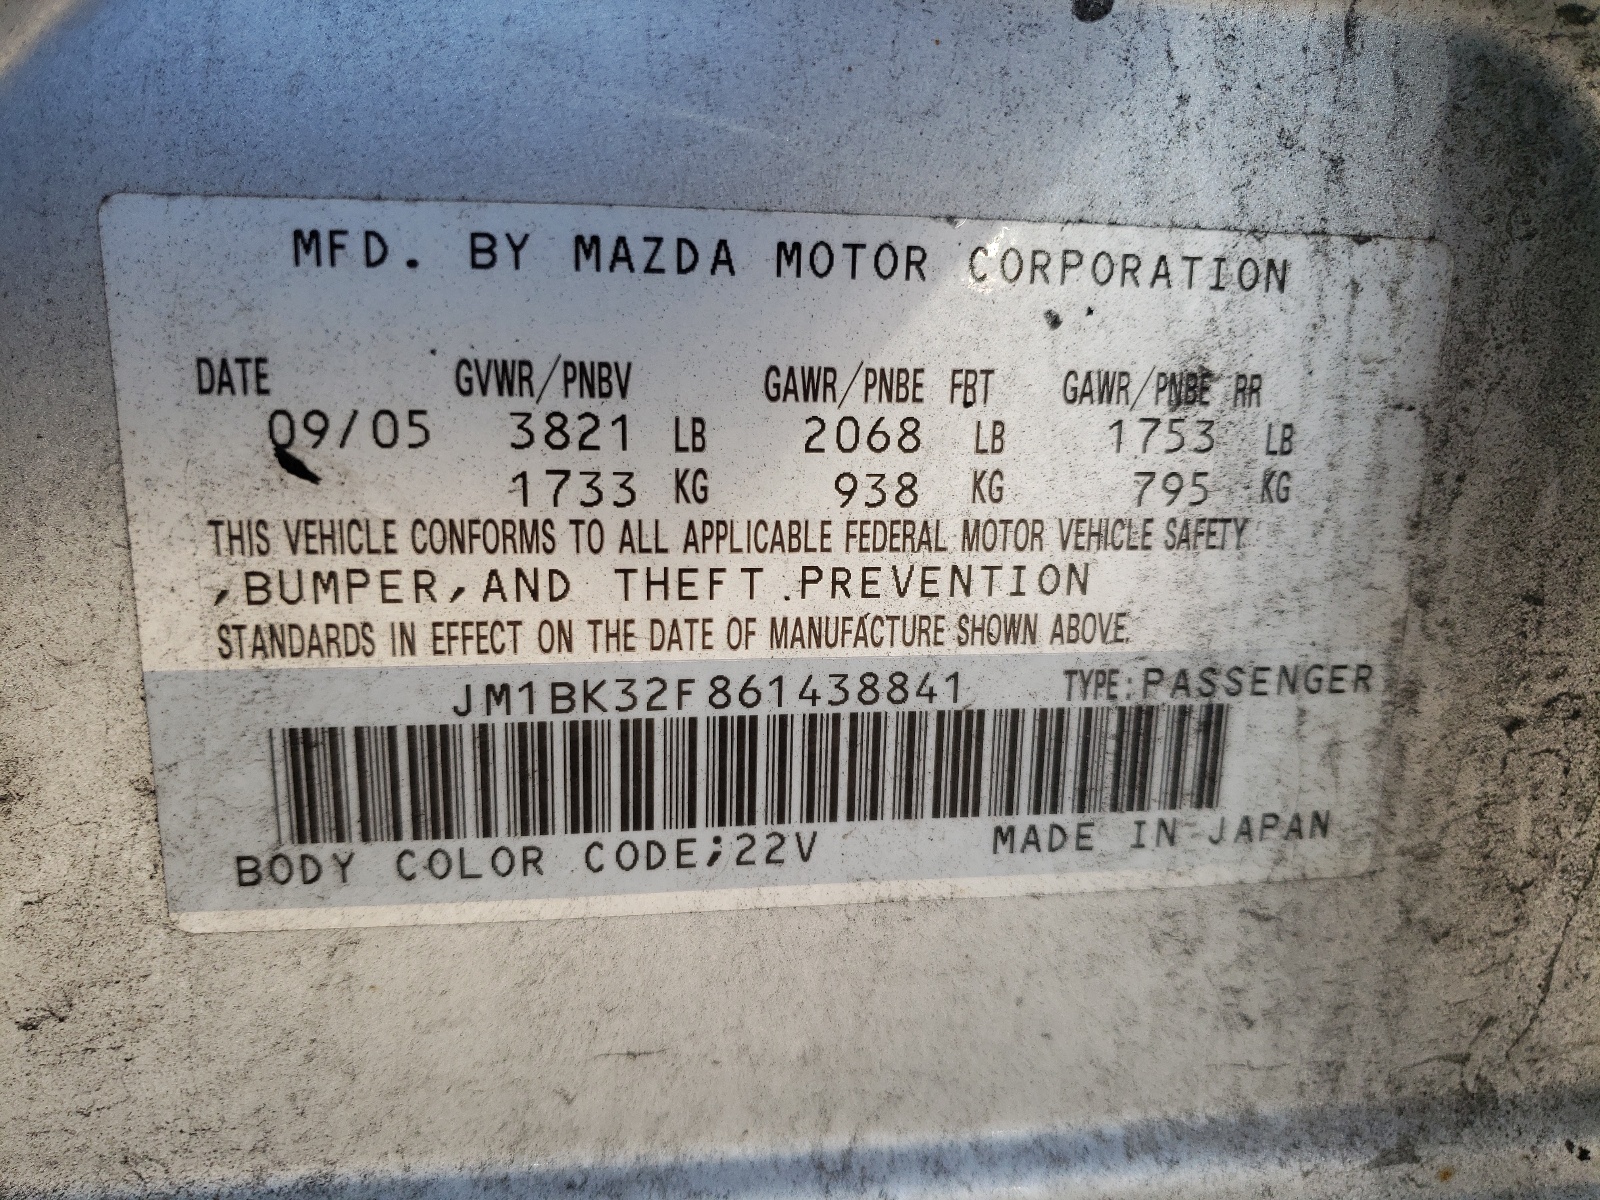 MFD. BY MAZDA MOTOR CORPORATION
DATE GVWR/PNBV GAWR/PNBE FRT GAWR/PNBE RR
09/05 3821 LB 2068 LB 1753 LB
1733 KG 938 KG 795 KG
THIS VEHICLE CONFORMS TO ALL APPLICABLE FEDERAL MOTOR VEHICLE SAFETY
,BUMPER,AND THEFT PREVENTION
STANDARDS IN EFFECT ON THE DATE OF MANUFACTURE SHOWN ABOVE.
JM1BK32F861438841 TYPE:PASSENGER
BODY COLOR CODE;22V MADE IN JAPAN